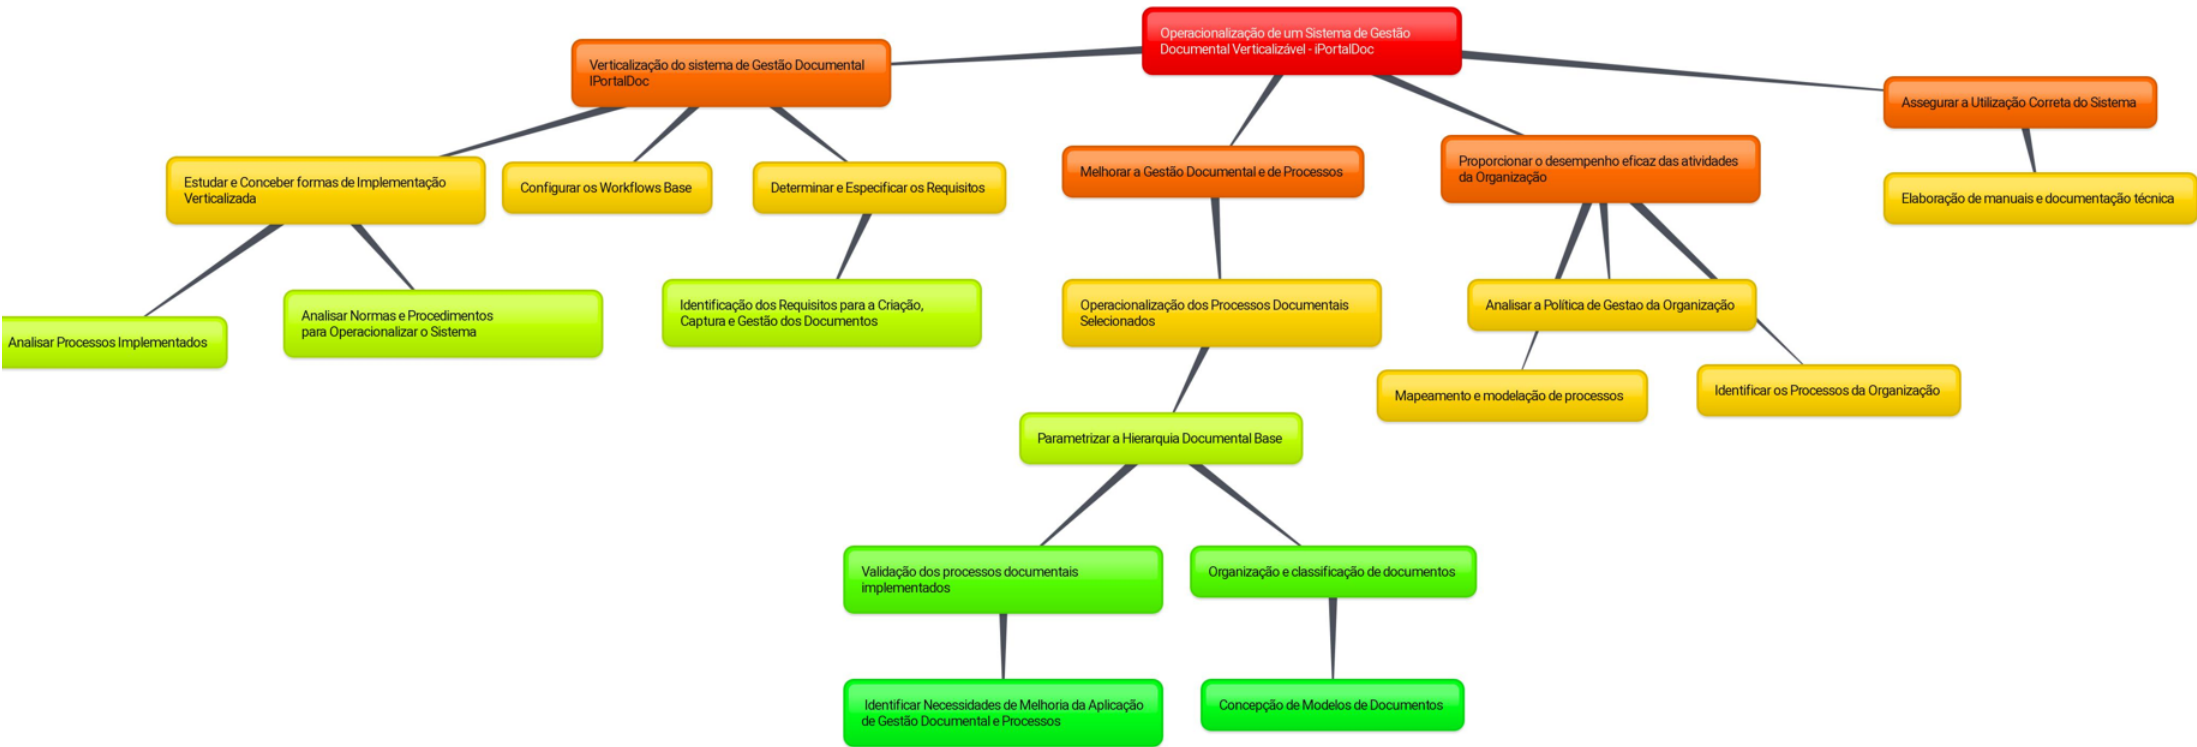 Operacionalização de um Sistema de Gestão
Documental Verticalizável - iPortalDoc
Verticalização do sistema de Gestão Documental
IPortalDoc
Assegurar a Utilização Correta do Sistema
Melhorar a Gestão Documental e de Processos
Proporcionar o desempenho eficaz das atividades
da Organização
Estudar e Conceber formas de Implementação
Verticalizada
Configurar os Workflows Base
Determinar e Especificar os Requisitos
Elaboração de manuais e documentação técnica
Analisar Processos Implementados
Analisar Normas e Procedimentos
para Operacionalizar o Sistema
Identificação dos Requisitos para a Criação,
Captura e Gestão dos Documentos
Operacionalização dos Processos Documentais
Selecionados
Analisar a Política de Gestao da Organização
Mapeamento e modelação de processos
Identificar os Processos da Organização
Parametrizar a Hierarquia Documental Base
Validação dos processos documentais
implementados
Organização e classificação de documentos
Identificar Necessidades de Melhoria da Aplicação
de Gestão Documental e Processos
Concepção de Modelos de Documentos